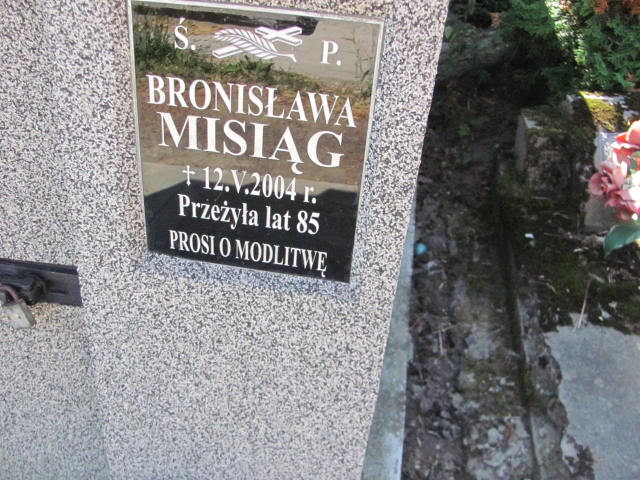 Ś. P.
BRONISŁAWA
MISIĄG
† 12.V.2004 r.
Przeżyła lat 85
PROSI O MODLITWĘ